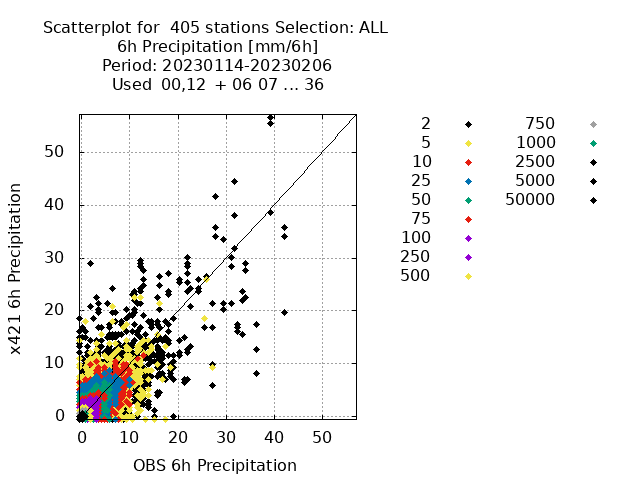 Scatterplot for  405 stations Selection: ALL
6h Precipitation [mm/6h]
Period: 20230114-20230206
Used  00,12  + 06 07 ... 36
x421 6h Precipitation
50
40
30
20
10
0
0 10 20 30 40 50
OBS 6h Precipitation
2
5
10
25
50
75
100
250
500
750
1000
2500
5000
50000